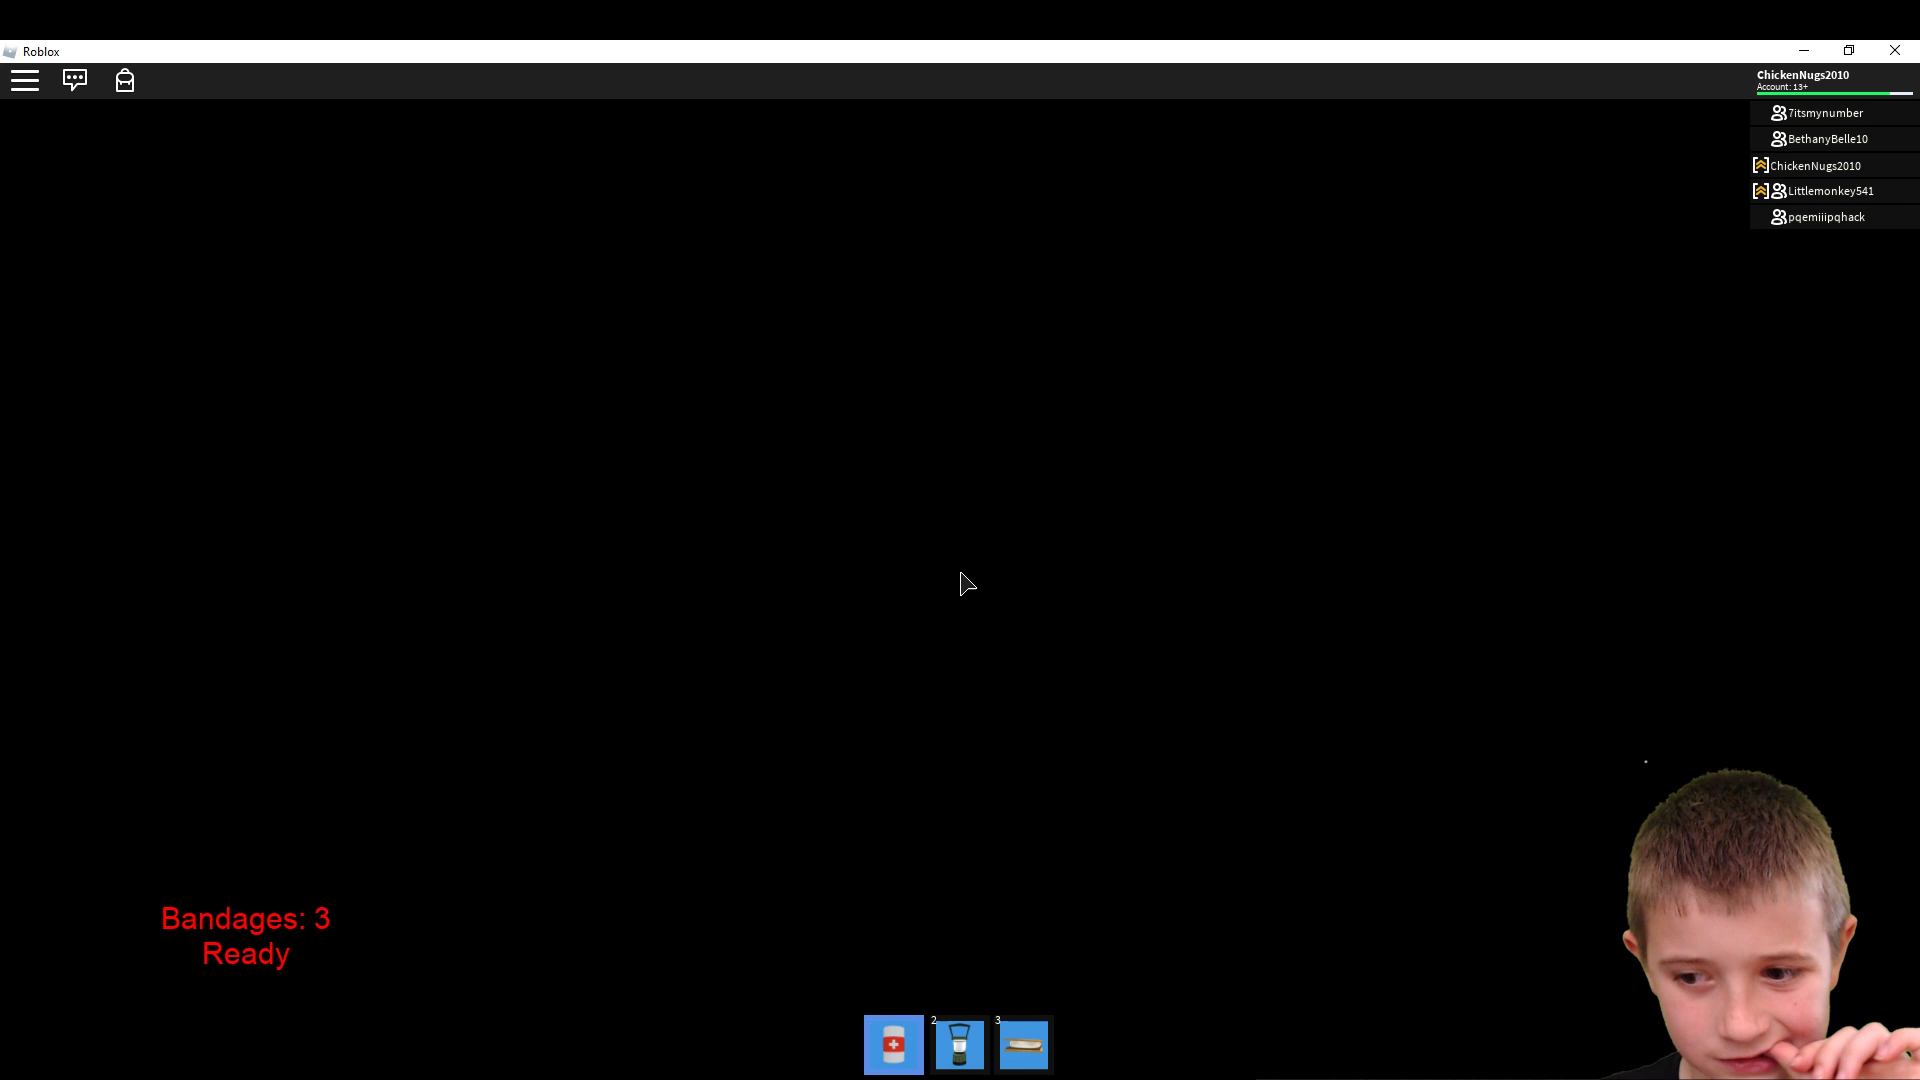 Roblox
ChickenNugs2010
Account: 13+
7itsmynumber
BethanyBelle10
ChickenNugs2010
Littlemonkey541
pqemiiipqhack
Bandages: 3
Ready
2
3